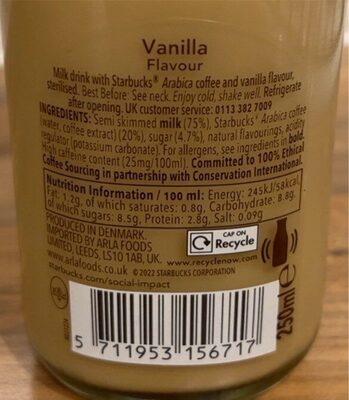 Vanilla
Flavour
Milk drink with Starbucks® Arabica coffee and vanilla flavour,
sterilised. Best Before: See neck. Enjoy cold, shake well. Refrigerate
after opening. UK customer service number: 0113 382 7009
INGREDIENTS: Semi skimmed milk (75%), Starbucks® Arabica coffee
(water, coffee extract) (20%), sugar (4.7%), natural flavourings, acidity
regulator (potassium carbonate). For allergens, see ingredients in bold.
High caffeine content (25mg/100ml). Committed to 100% Ethical
Coffee Sourcing in partnership with Conservation International.
Nutrition Information / 100 ml: Energy: 245kJ/58kcal,
Fat: 1.2g, of which saturates: 0.8g, Carbohydrate: 8.8g,
of which sugars: 8.5g, Protein: 2.8g, Salt: 0.09g
PRODUCED IN DENMARK.
IMPORTED BY ARLA FOODS
LIMITED, LEEDS, LS10 1AB, UK.
www.arlafoods.co.uk
starbucks.com/social-impact
CAP ON
Recycle
www.recyclenow.com
© 2022 STARBUCKS CORPORATION
250ml e
5 711953 156717